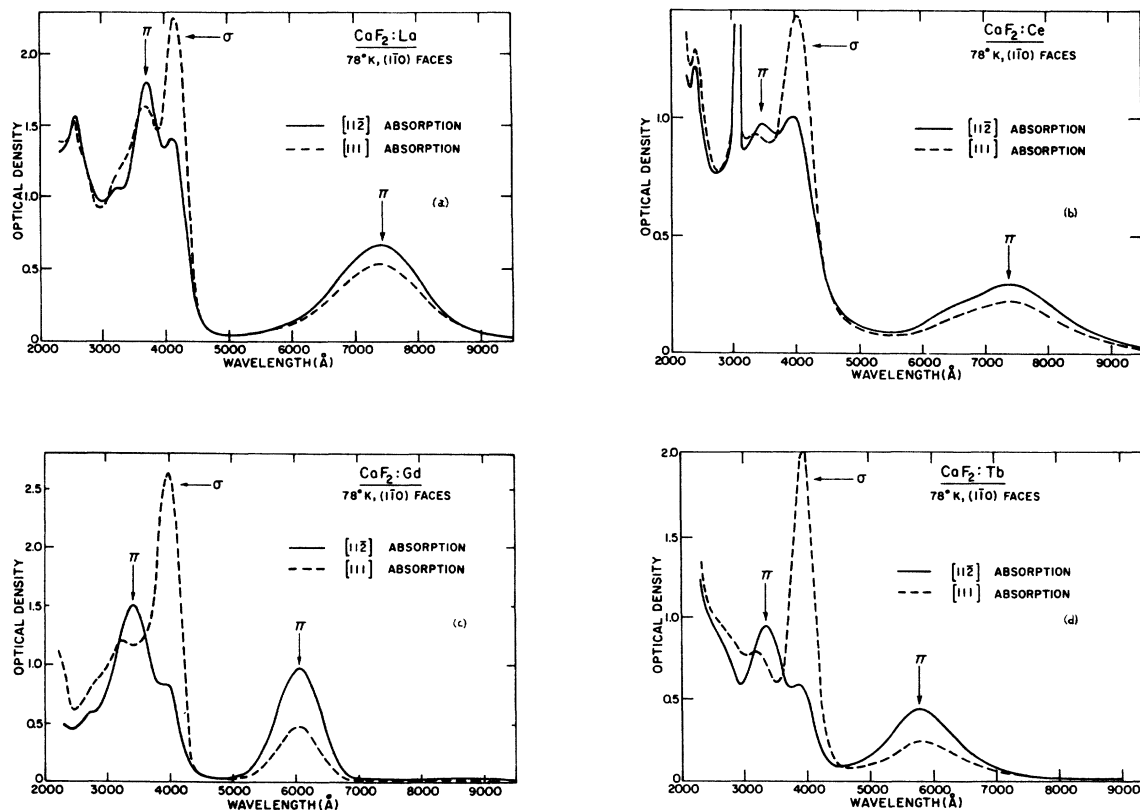 CaF2:La
78°K, (11̄0) FACES
π
σ
[112̄] ABSORPTION
[111] ABSORPTION
π
(a)
OPTICAL DENSITY
2.0
1.5
1.0
0.5
0
2000 3000 4000 5000 6000 7000 8000 9000
WAVELENGTH(Å)
CaF2:Ce
78°K, (11̄0) FACES
σ
π
[112̄] ABSORPTION
[111] ABSORPTION
(b)
π
OPTICAL DENSITY
1.0
0.5
0
2000 3000 4000 5000 6000 7000 8000 9000
WAVELENGTH(Å)
CaF2:Gd
78°K, (11̄0) FACES
σ
[112̄] ABSORPTION
[111] ABSORPTION
π
π
(c)
OPTICAL DENSITY
2.5
2.0
1.5
1.0
0.5
0
2000 3000 4000 5000 6000 7000 8000 9000
WAVELENGTH(Å)
CaF2:Tb
78°K, (11̄0) FACES
σ
[112̄] ABSORPTION
[111] ABSORPTION
π
π
(d)
OPTICAL DENSITY
2.0
1.5
1.0
0.5
0
2000 3000 4000 5000 6000 7000 8000 9000
WAVELENGTH(Å)